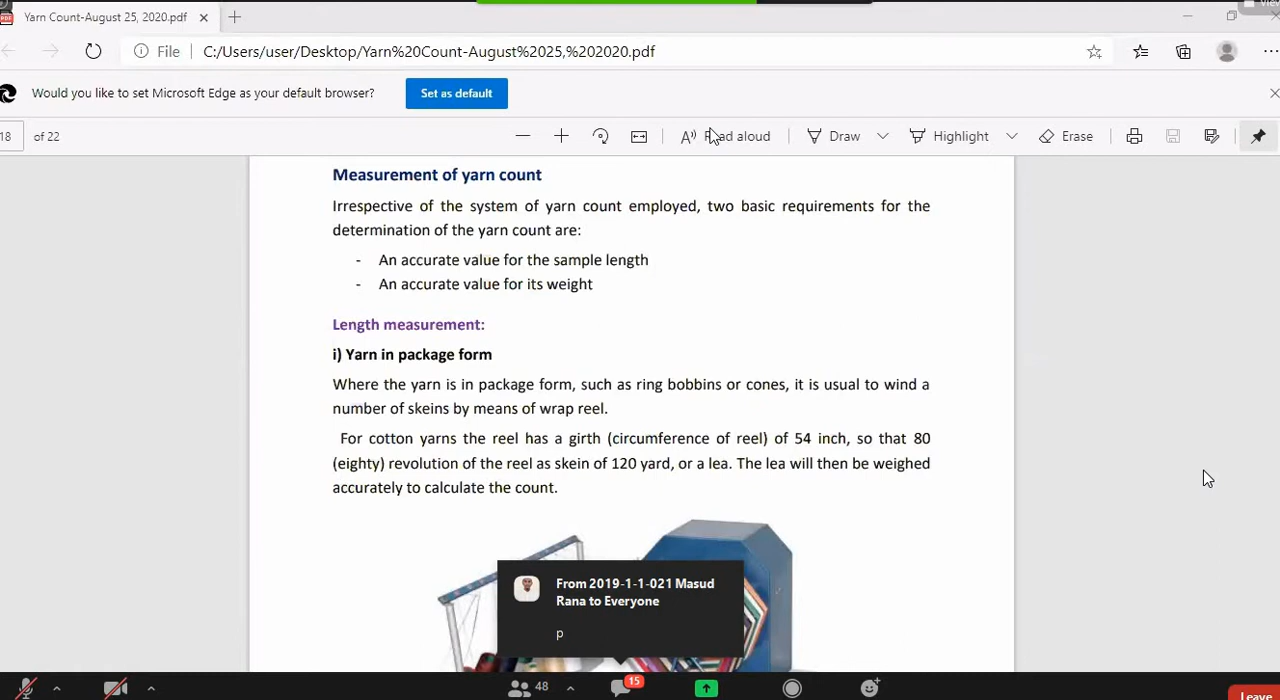 View
Yarn Count-August 25, 2020.pdf
File
C:/Users/user/Desktop/Yarn%20Count-August%2025,%202020.pdf
Would you like to set Microsoft Edge as your default browser?
Set as default
18 of 22
Read aloud
Draw
Highlight
Erase
Measurement of yarn count
Irrespective of the system of yarn count employed, two basic requirements for the
determination of the yarn count are:
- An accurate value for the sample length
- An accurate value for its weight
Length measurement:
i) Yarn in package form
Where the yarn is in package form, such as ring bobbins or cones, it is usual to wind a
number of skeins by means of wrap reel.
For cotton yarns the reel has a girth (circumference of reel) of 54 inch, so that 80
(eighty) revolution of the reel as skein of 120 yard, or a lea. The lea will then be weighed
accurately to calculate the count.
From 2019-1-1-021 Masud
Rana to Everyone
p
48
15
Leave